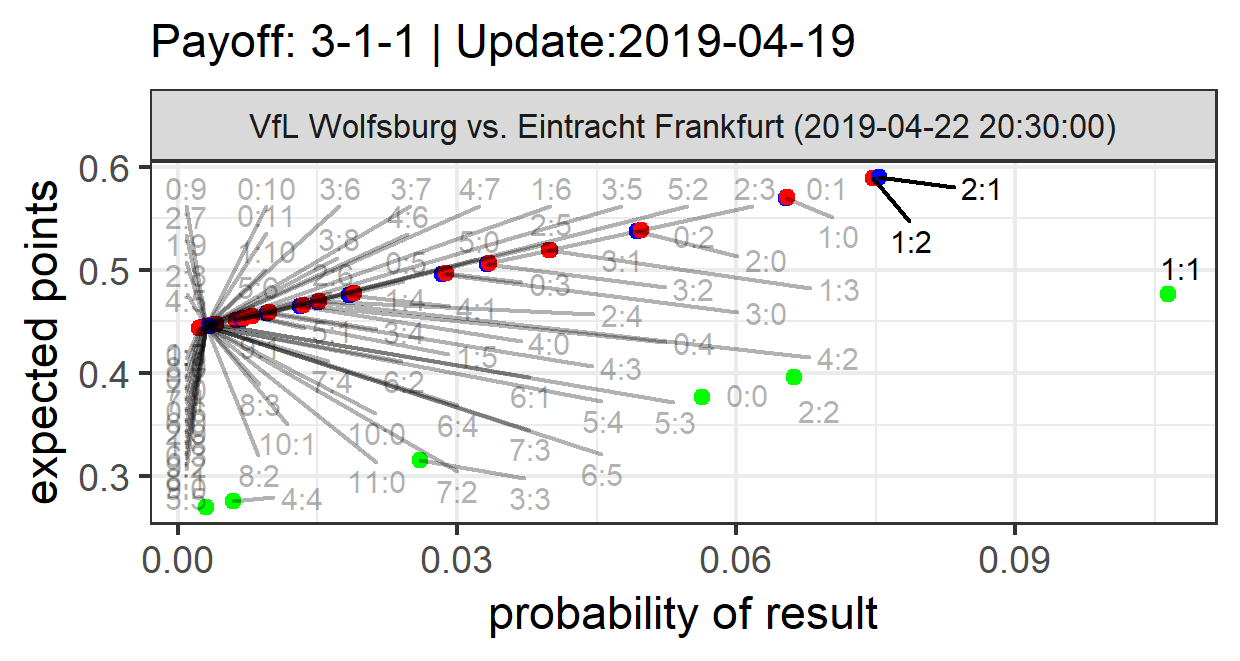 Payoff: 3-1-1 | Update:2019-04-19
VfL Wolfsburg vs. Eintracht Frankfurt (2019-04-22 20:30:00)
expected points
0.6
0.5
0.4
0.3
0:9 0:10 3:6 3:7 4:7 1:6 3:5 5:2 2:3 0:1 2:1
2:7 0:11 4:6 2:5
1:9 1:10 3:8 5:0 0:2 1:0 1:2
2:8 5:6 2:6 0:5 0:3 3:1 2:0 1:1
1:4 4:1 2:4 3:2 3:0 1:3
9:1 5:1 3:4 1:5 4:0 4:3 0:4 4:2
7:4 6:2 6:1 0:0
8:3 6:4 5:4 5:3 2:2
10:1 10:0 7:3
8:2 11:0 7:2 6:5
4:4 3:3
0.00 0.03 0.06 0.09
probability of result